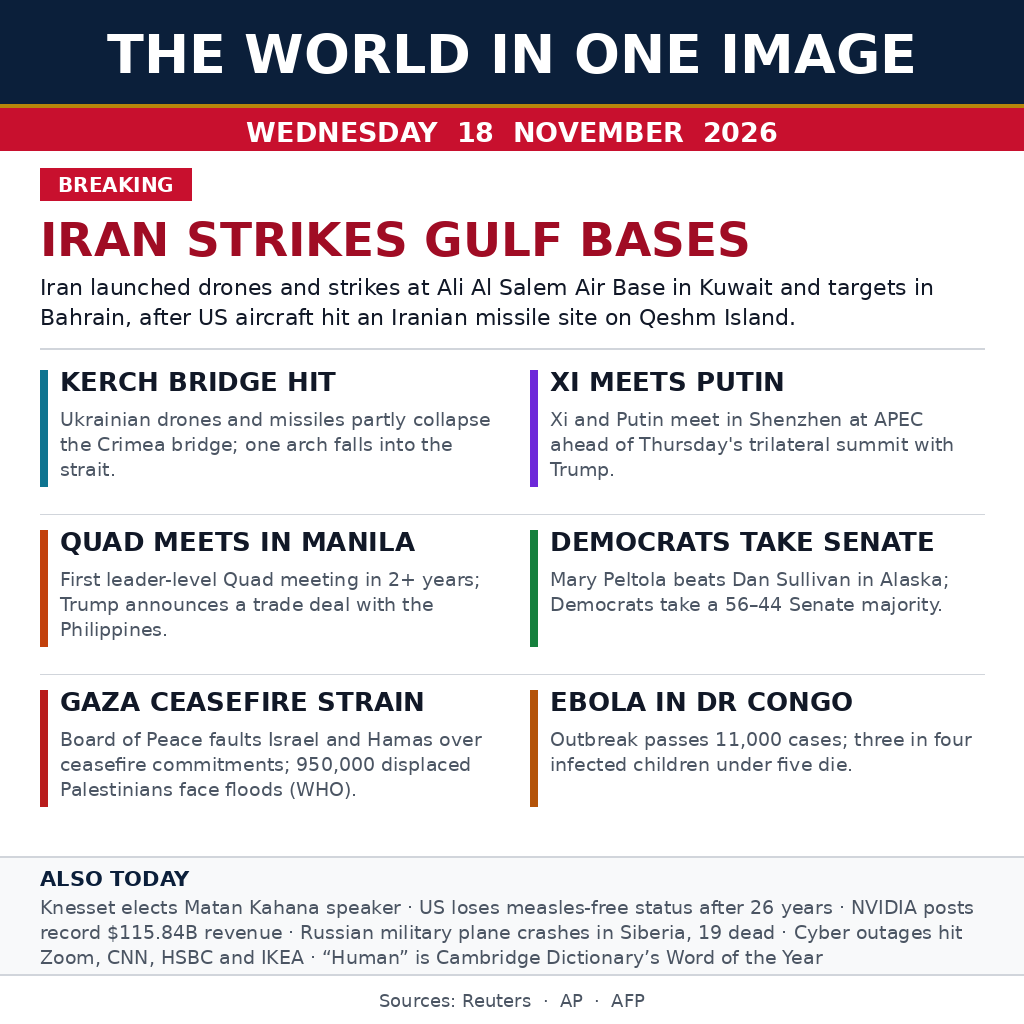 THE WORLD IN ONE IMAGE
WEDNESDAY 18 NOVEMBER 2026
BREAKING
IRAN STRIKES GULF BASES
Iran launched drones and strikes at Ali Al Salem Air Base in Kuwait and targets in
Bahrain, after US aircraft hit an Iranian missile site on Qeshm Island.
KERCH BRIDGE HIT
Ukrainian drones and missiles partly collapse
the Crimea bridge; one arch falls into the
strait.
XI MEETS PUTIN
Xi and Putin meet in Shenzhen at APEC
ahead of Thursday's trilateral summit with
Trump.
QUAD MEETS IN MANILA
First leader-level Quad meeting in 2+ years;
Trump announces a trade deal with the
Philippines.
DEMOCRATS TAKE SENATE
Mary Peltola beats Dan Sullivan in Alaska;
Democrats take a 56–44 Senate majority.
GAZA CEASEFIRE STRAIN
Board of Peace faults Israel and Hamas over
ceasefire commitments; 950,000 displaced
Palestinians face floods (WHO).
EBOLA IN DR CONGO
Outbreak passes 11,000 cases; three in four
infected children under five die.
ALSO TODAY
Knesset elects Matan Kahana speaker · US loses measles-free status after 26 years · NVIDIA posts
record $115.84B revenue · Russian military plane crashes in Siberia, 19 dead · Cyber outages hit
Zoom, CNN, HSBC and IKEA · “Human” is Cambridge Dictionary’s Word of the Year
Sources: Reuters · AP · AFP